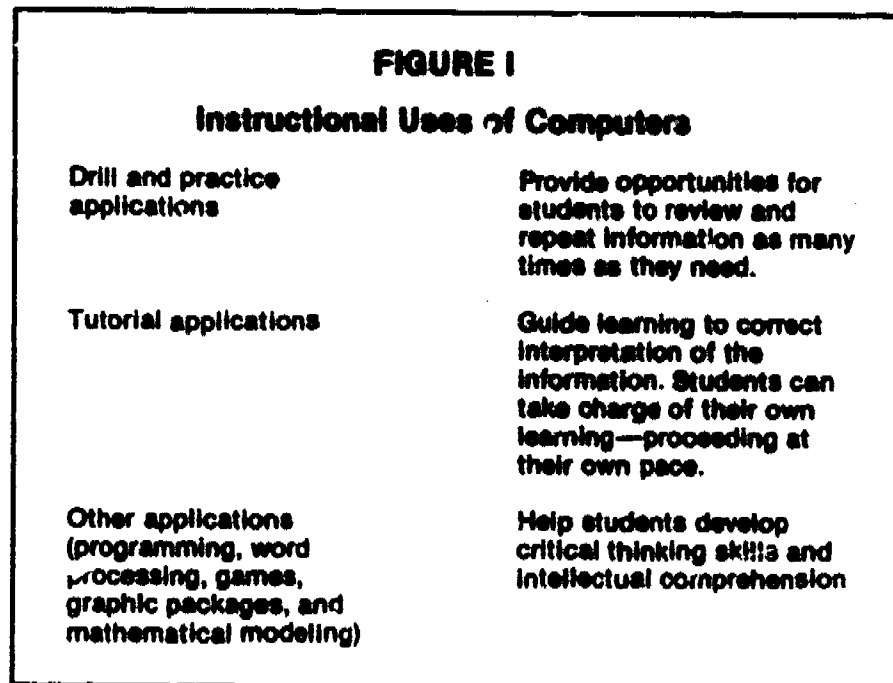 FIGURE I
Instructional Uses of Computers
Drill and practice
applications
Provide opportunities for
students to review and
repeat information as many
times as they need.
Tutorial applications
Guide learning to correct
interpretation of the
information. Students can
take charge of their own
learning—proceeding at
their own pace.
Other applications
(programming, word
processing, games,
graphic packages, and
mathematical modeling)
Help students develop
critical thinking skills and
intellectual comprehension